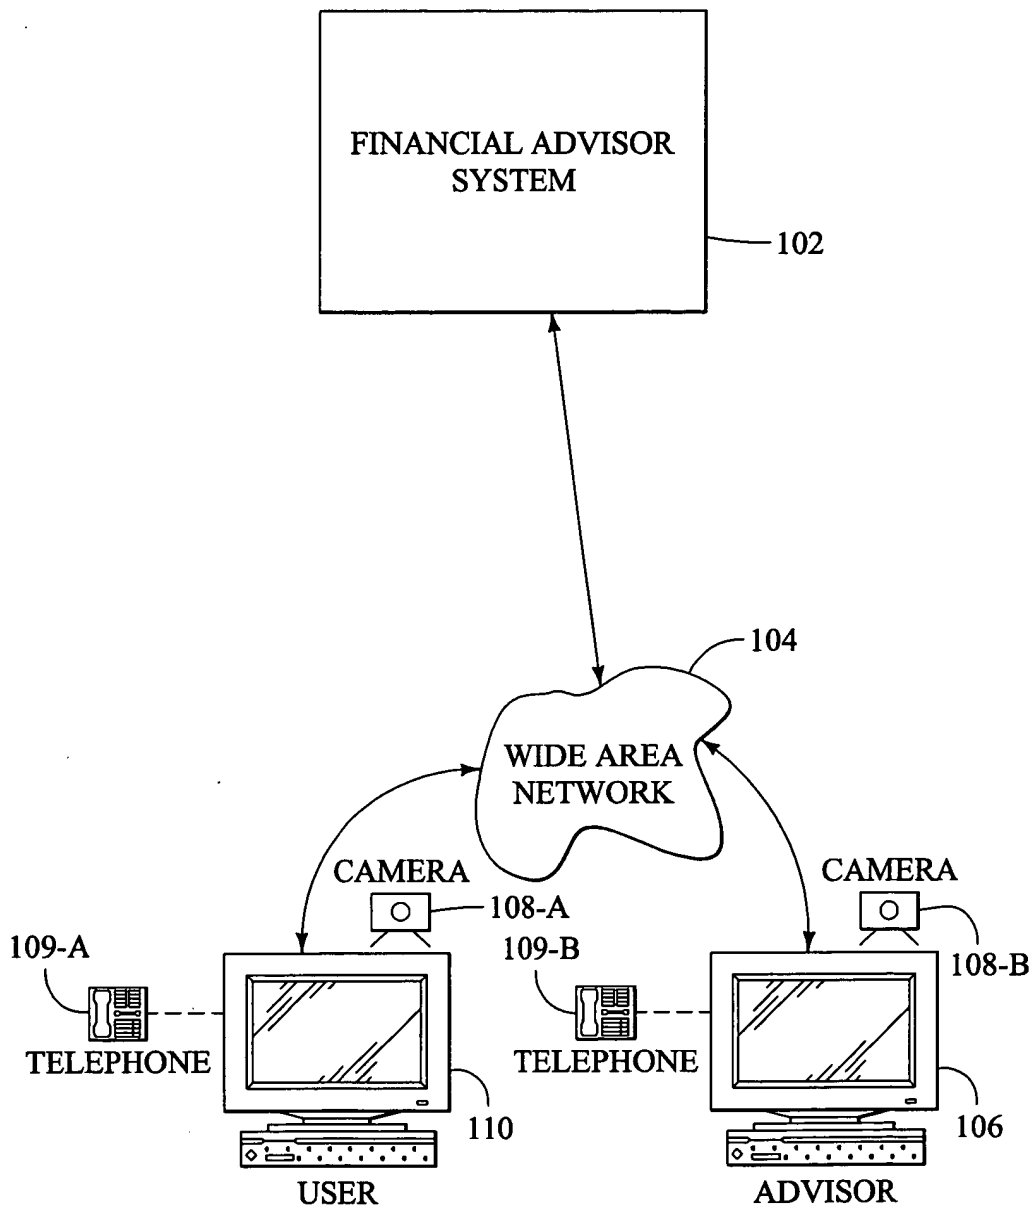 FINANCIAL ADVISOR
SYSTEM
102
104
WIDE AREA
NETWORK
CAMERA
108-A
CAMERA
108-B
109-A
TELEPHONE
109-B
TELEPHONE
110
106
USER
ADVISOR